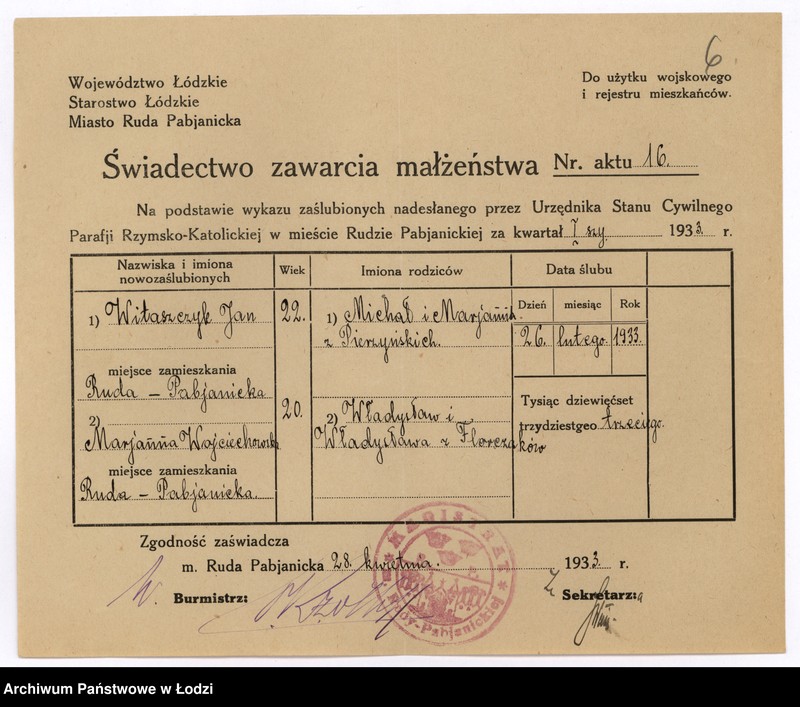 6.
Województwo Łódzkie
Starostwo Łódzkie
Miasto Ruda Pabjanicka
Do użytku wojskowego
i rejestru mieszkańców.
Świadectwo zawarcia małżeństwa Nr. aktu 16.
Na podstawie wykazu zaślubionych nadesłanego przez Urzędnika Stanu Cywilnego
Parafji Rzymsko-Katolickiej w mieście Rudzie Pabjanickiej za kwartał I szy. 1933. r.
Nazwiska i imiona
nowozaślubionych
Wiek
Imiona rodziców
Data ślubu
Dzień miesiąc Rok
1) Witaszczyk Jan
22.
1) Michał i Marjanna
z Pierzyńskich.
26. lutego. 1933.
miejsce zamieszkania
Ruda - Pabjanicka
2)
Marjanna Wojciechowska
20.
2) Władysław i
Władysława z Florczaków
Tysiąc dziewięćset
trzydziestgeo trzeciego.
miejsce zamieszkania
Ruda - Pabjanicka.
Zgodność zaświadcza
m. Ruda Pabjanicka 28. kwietnia. 1933. r.
w. Burmistrz:
MAGISTRAT
Rudy-Pabjanickiej
Z Sekretarz:a
Archiwum Państwowe w Łodzi